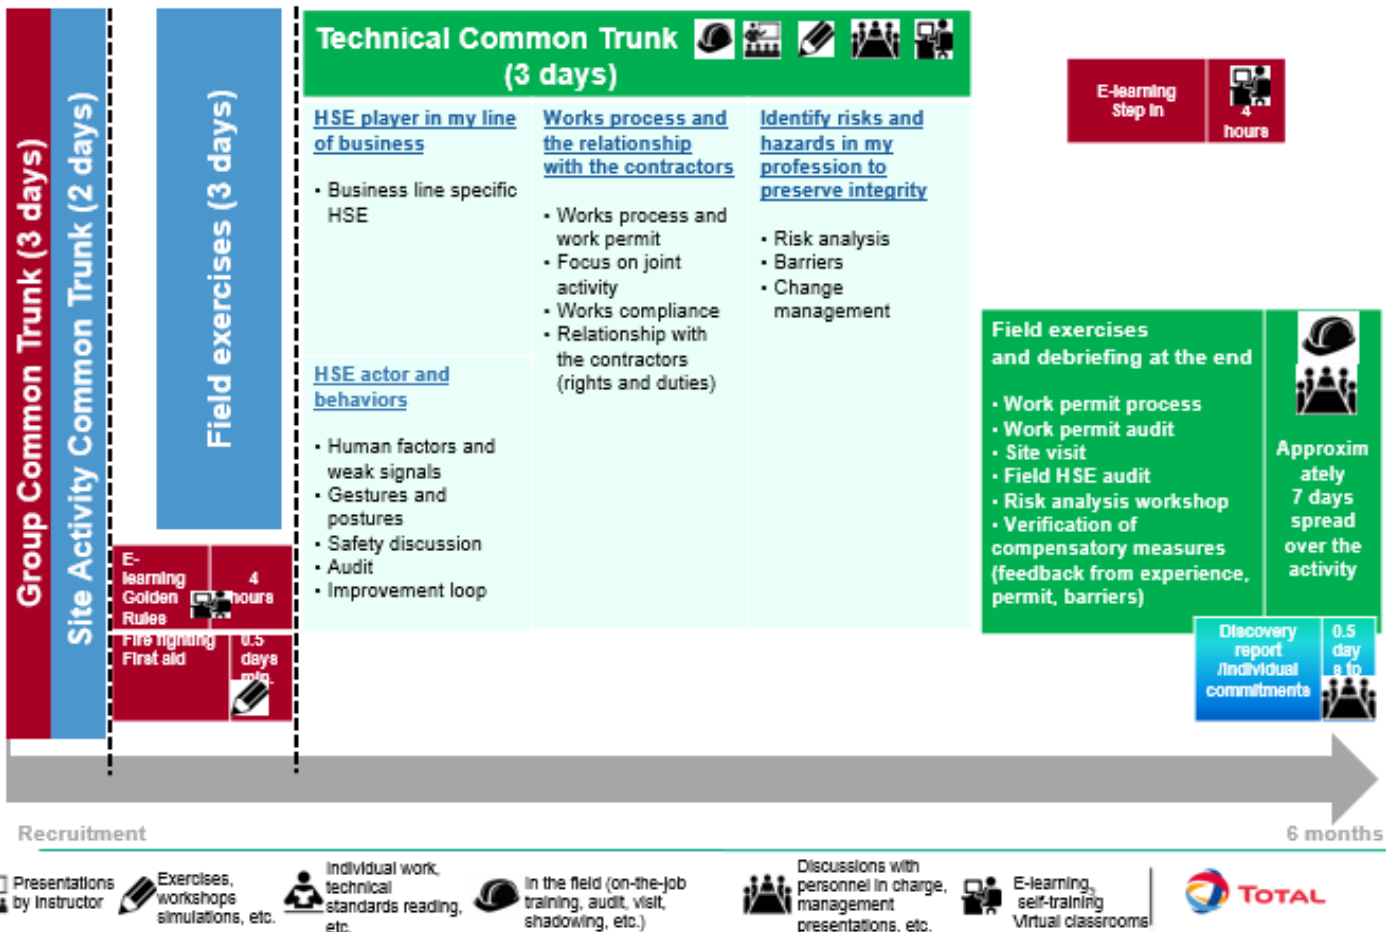 Group Common Trunk (3 days)
Site Activity Common Trunk (2 days)
Field exercises (3 days)
E-
learning
Golden
Rules
4
hours
Fire fighting
First aid
0.5
days
min.
Technical Common Trunk
(3 days)
HSE player in my line
of business
▪ Business line specific
HSE
HSE actor and
behaviors
▪ Human factors and
weak signals
▪ Gestures and
postures
▪ Safety discussion
▪ Audit
▪ Improvement loop
Works process and
the relationship
with the contractors
▪ Works process and
work permit
▪ Focus on joint
activity
▪ Works compliance
▪ Relationship with
the contractors
(rights and duties)
Identify risks and
hazards in my
profession to
preserve integrity
▪ Risk analysis
▪ Barriers
▪ Change
management
E-learning
Step in
4
hours
Field exercises
and debriefing at the end
▪ Work permit process
▪ Work permit audit
▪ Site visit
▪ Field HSE audit
▪ Risk analysis workshop
▪ Verification of
compensatory measures
(feedback from experience,
permit, barriers)
Approxim
ately
7 days
spread
over the
activity
Discovery
report
/individual
commitments
0.5
day
s to
Recruitment
6 months
Presentations
by instructor
Exercises,
workshops
simulations, etc.
Individual work,
technical
standards reading,
etc.
In the field (on-the-job
training, audit, visit,
shadowing, etc.)
Discussions with
personnel in charge,
management
presentations, etc.
E-learning,
self-training
Virtual classrooms
TOTAL